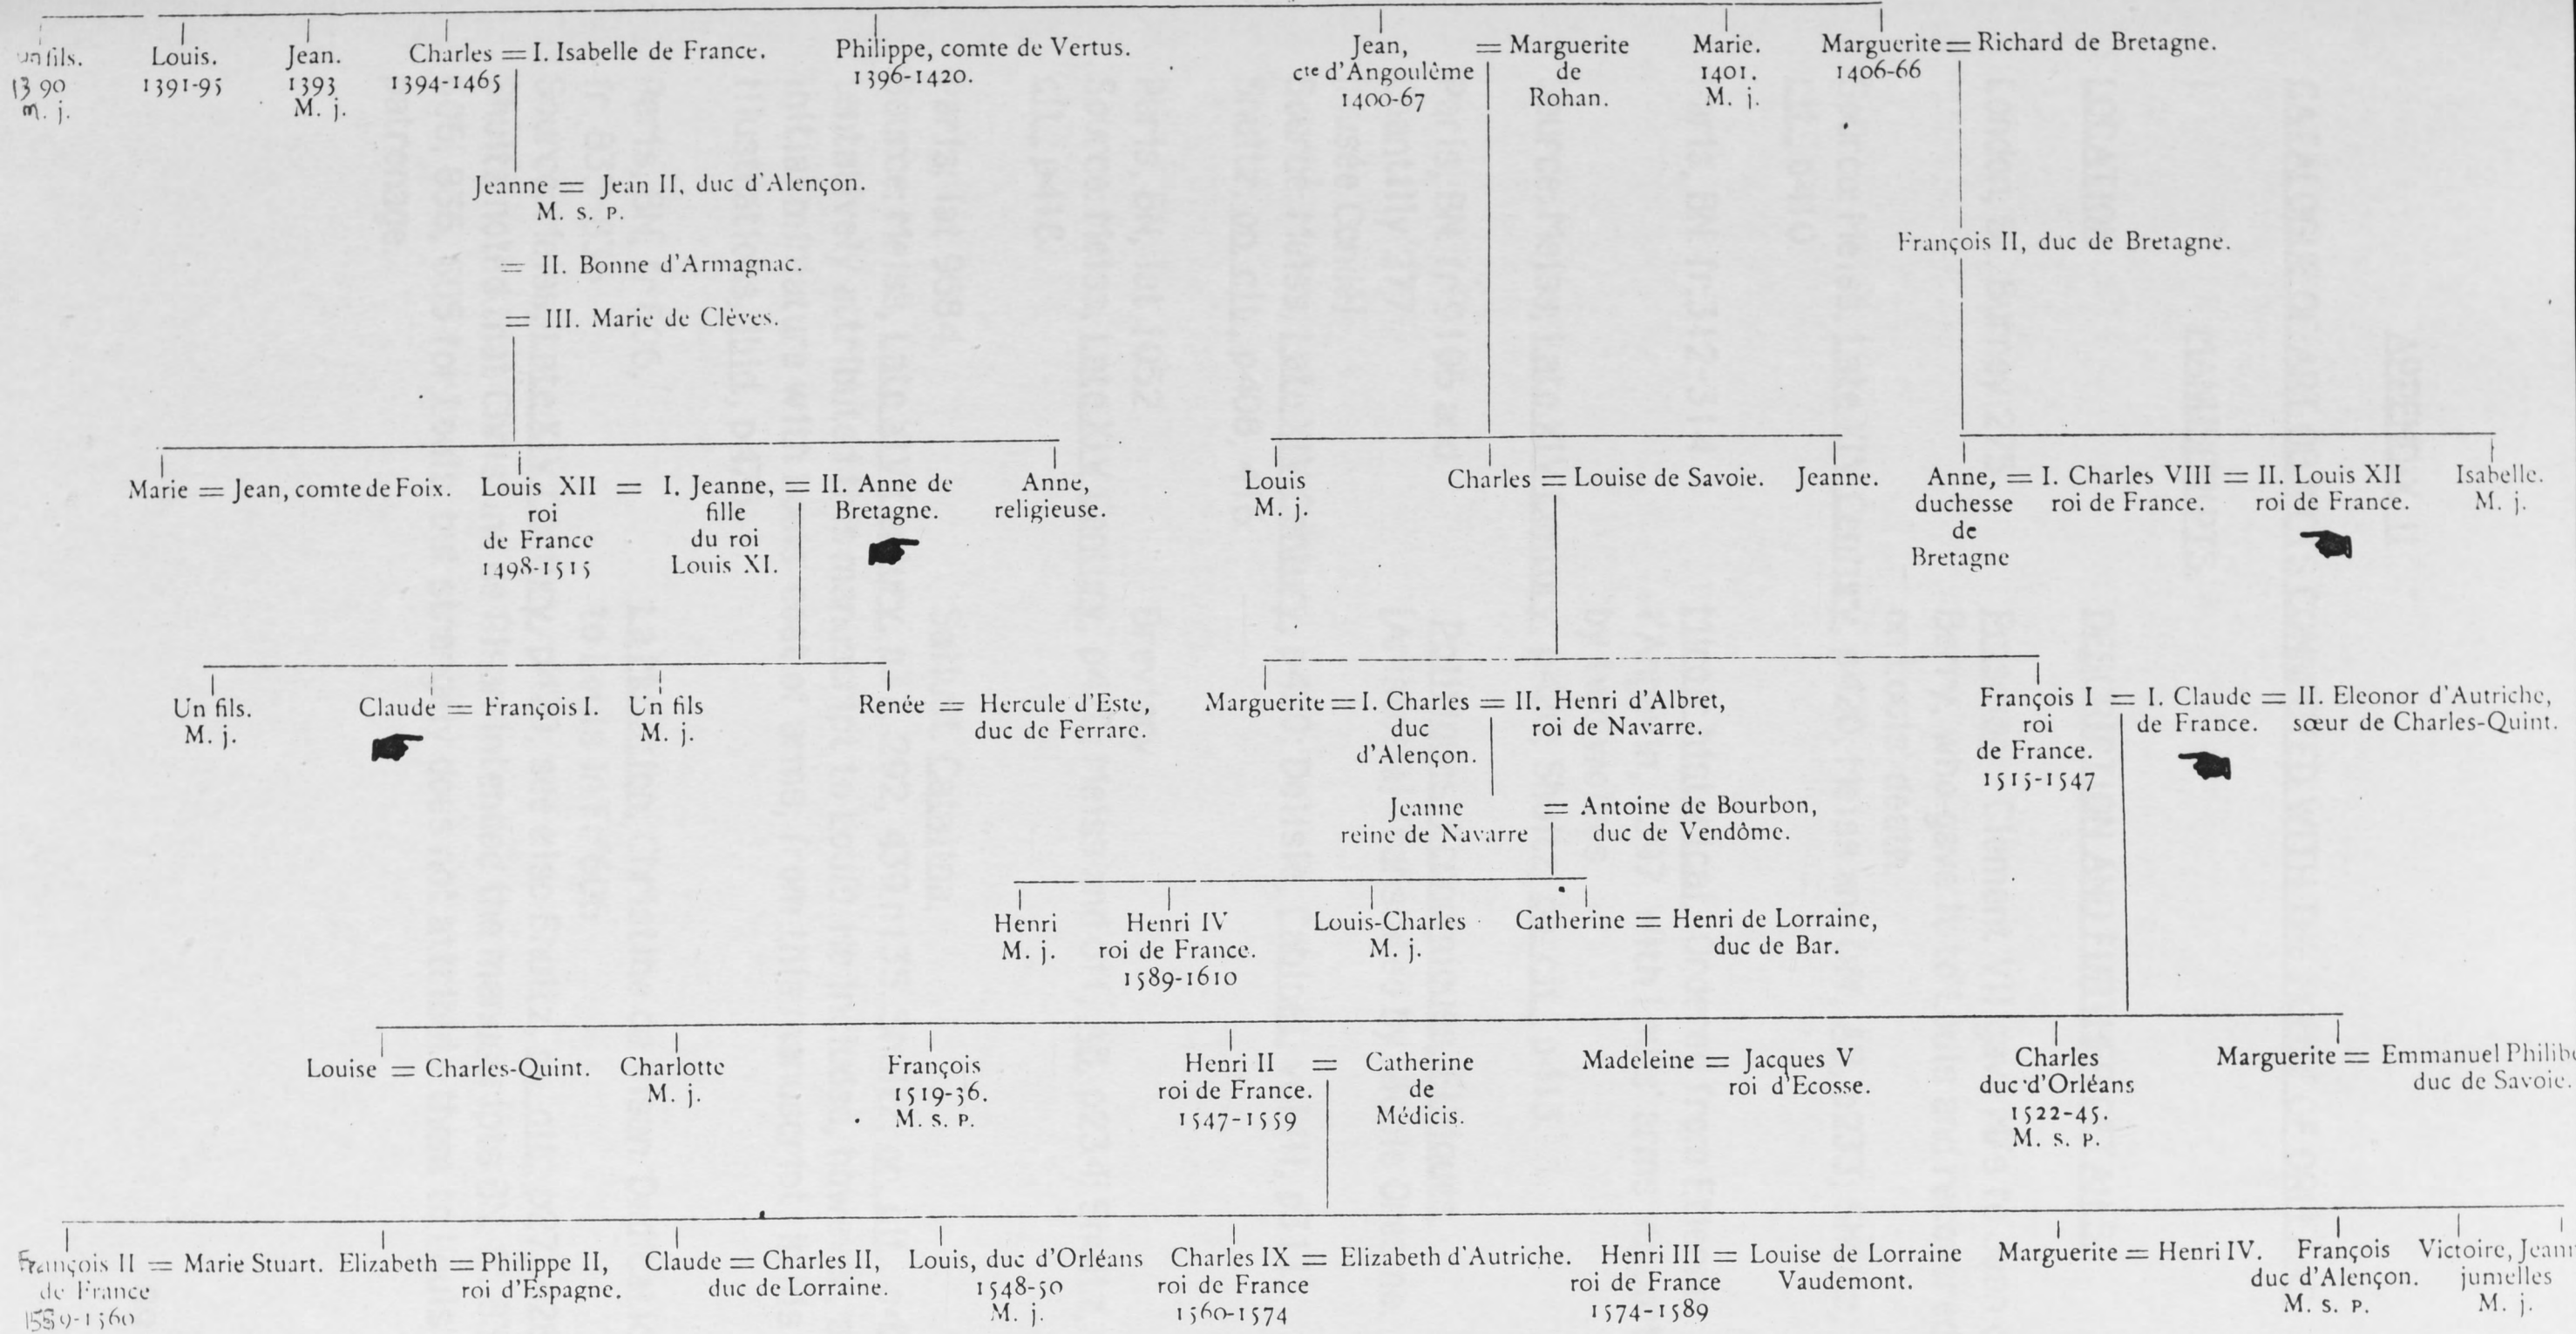 un fils. Louis. Jean. Charles = I. Isabelle de France. Philippe, comte de Vertus. Jean, = Marguerite Marie. Marguerite = Richard de Bretagne.
1390 1391-95 1393 1394-1465 1396-1420. cte d'Angoulême de 1401. 1406-66
m. j. M. j. 1400-67 Rohan. M. j.
Jeanne = Jean II, duc d'Alençon.
M. s. p.
François II, duc de Bretagne.
= II. Bonne d'Armagnac.
= III. Marie de Clèves.
Marie = Jean, comte de Foix. Louis XII = I. Jeanne, = II. Anne de Anne, Louis Charles = Louise de Savoie. Jeanne. Anne, = I. Charles VIII = II. Louis XII Isabelle.
roi fille Bretagne. religieuse. M. j. duchesse roi de France. roi de France. M. j.
de France du roi de
1498-1515 Louis XI. Bretagne
Un fils. Claude = François I. Un fils Renée = Hercule d'Este, Marguerite = I. Charles = II. Henri d'Albret, François I = I. Claude = II. Eleonor d'Autriche,
M. j. M. j. duc de Ferrare. duc roi de Navarre. roi de France. sœur de Charles-Quint.
d'Alençon. de France.
1515-1547
Jeanne = Antoine de Bourbon,
reine de Navarre duc de Vendôme.
Henri Henri IV Louis-Charles Catherine = Henri de Lorraine,
M. j. roi de France. M. j. duc de Bar.
1589-1610
Louise = Charles-Quint. Charlotte François Henri II = Catherine Madeleine = Jacques V Charles Marguerite = Emmanuel
M. j. 1519-36. roi de France. de roi d'Ecosse. duc d'Orléans duc de Savoie.
M. s. p. 1547-1559 Médicis. 1522-45.
M. s. p.
François II = Marie Stuart. Elizabeth = Philippe II, Claude = Charles II, Louis, duc d'Orléans Charles IX = Elizabeth d'Autriche. Henri III = Louise de Lorraine Marguerite = Henri IV. François Victoire,
de France roi d'Espagne. duc de Lorraine. 1548-50 roi de France roi de France Vaudemont. duc d'Alençon. jumelles
1559-1560 M. j. 1560-1574 1574-1589 M. s. p. M. j.